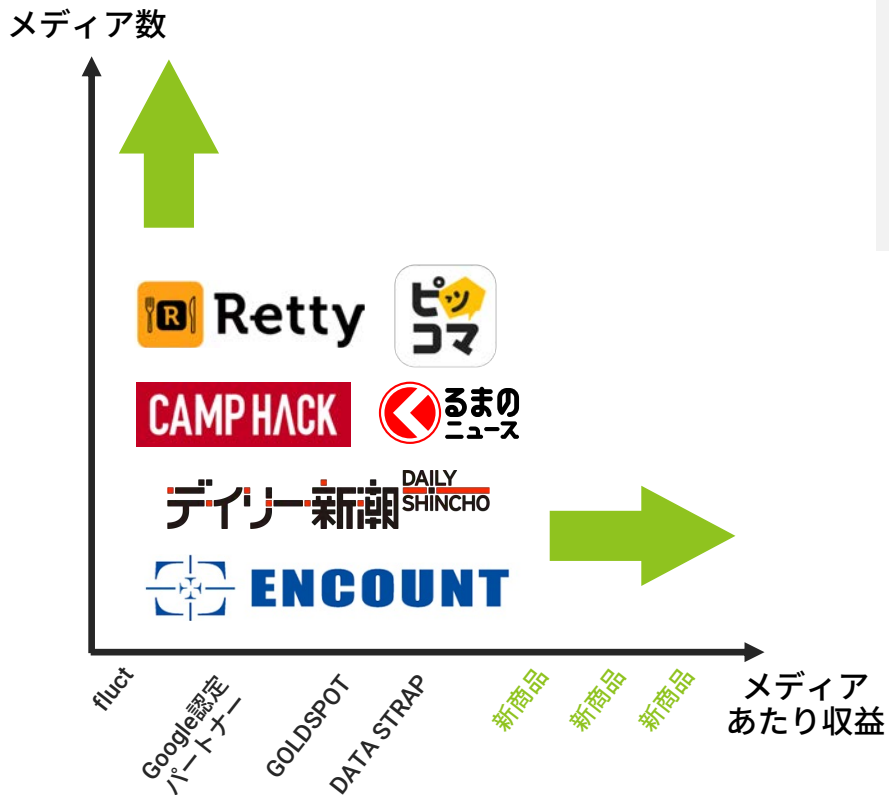 メディア数
R Retty
ピッ
コマ
CAMP HACK
くるまの
ニュース
デイリー新潮
DAILY
SHINCHO
ENCOUNT
fluct
Google認定
パートナー
GOLDSPOT
DATA STRAP
新商品
新商品
新商品
メディア
あたり収益